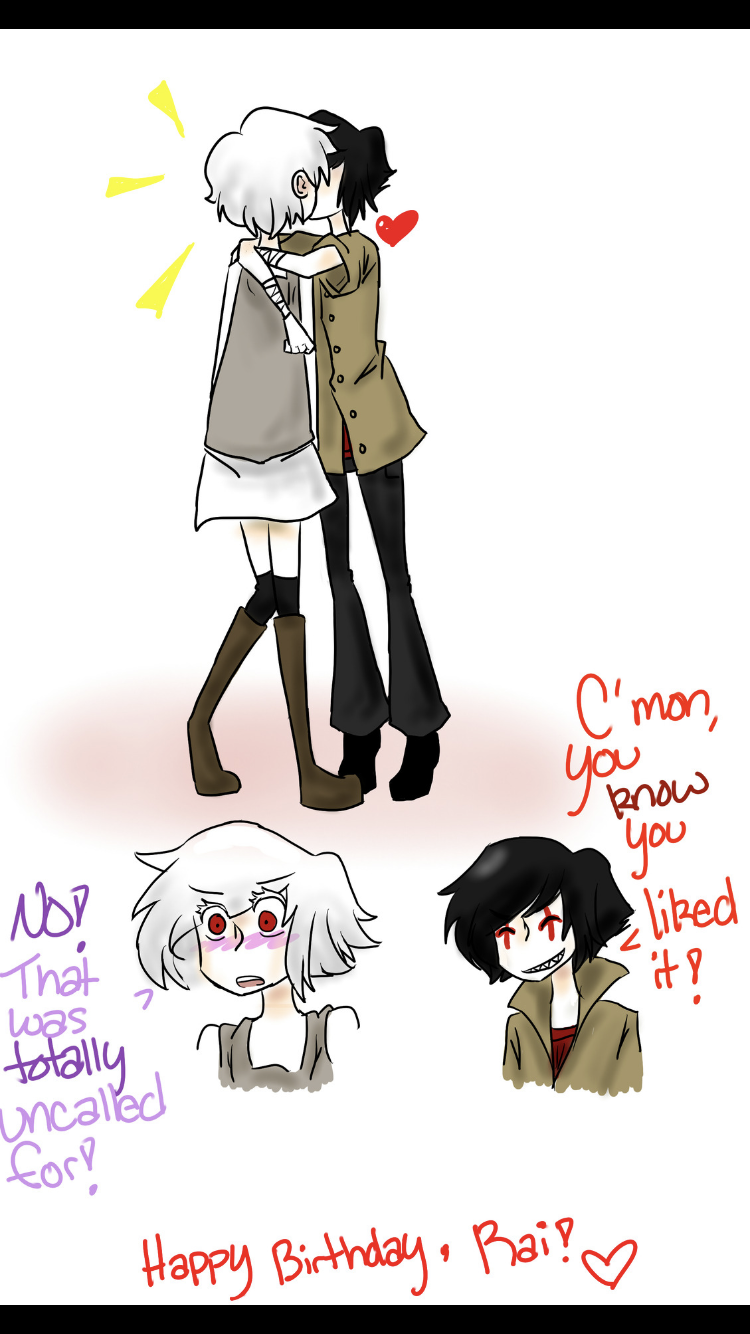 C'mon,
you
know
you
liked
it!
No!
That
was
totally
uncalled
for!
Happy Birthday, Rai!